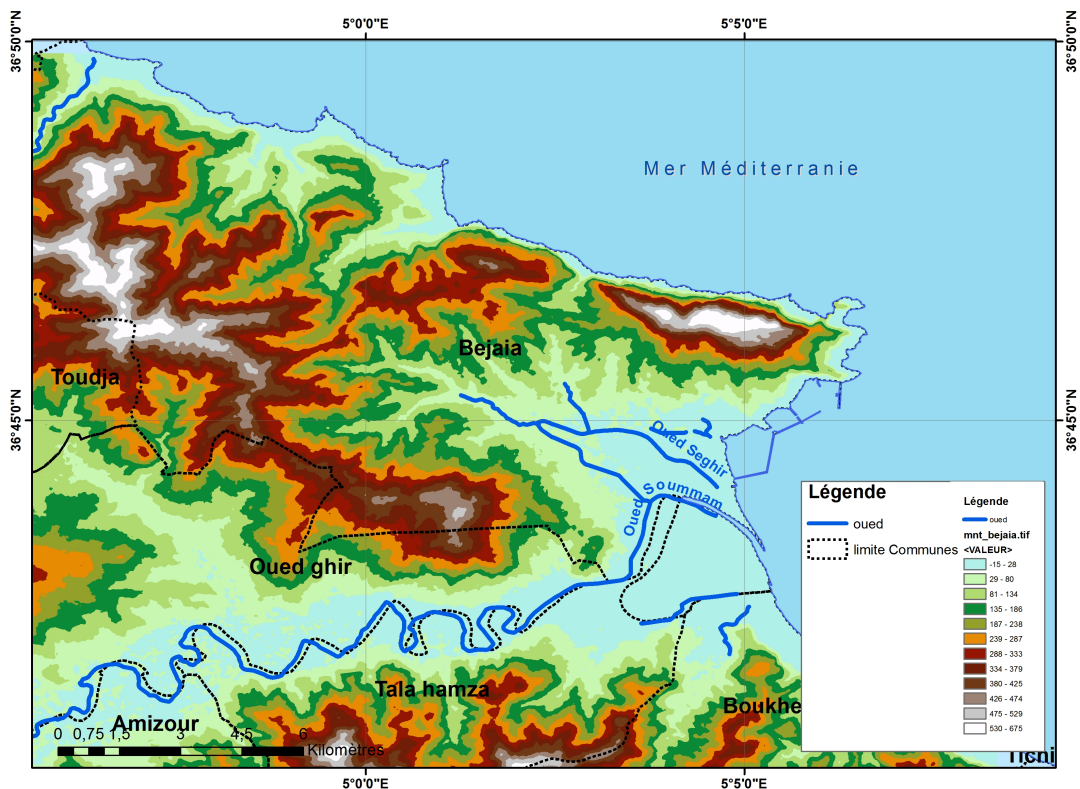 5°0'0"E 5°5'0"E
36°50'0"N 36°50'0"N
Mer Méditerranie
Bejaia
Toudja
36°45'0"N 36°45'0"N
Oued Seghir
Oued Soummam
Oued ghir
Tala hamza
Boukhe
Amizour
0 0,75 1,5 3 4,5 6
Kilomètres
Légende
oued
limite Communes
Légende
oued
mnt_bejaia.tif
<VALEUR>
-15 - 28
29 - 80
81 - 134
135 - 186
187 - 238
239 - 287
288 - 333
334 - 379
380 - 425
426 - 474
475 - 529
530 - 675
Tichi
5°0'0"E 5°5'0"E